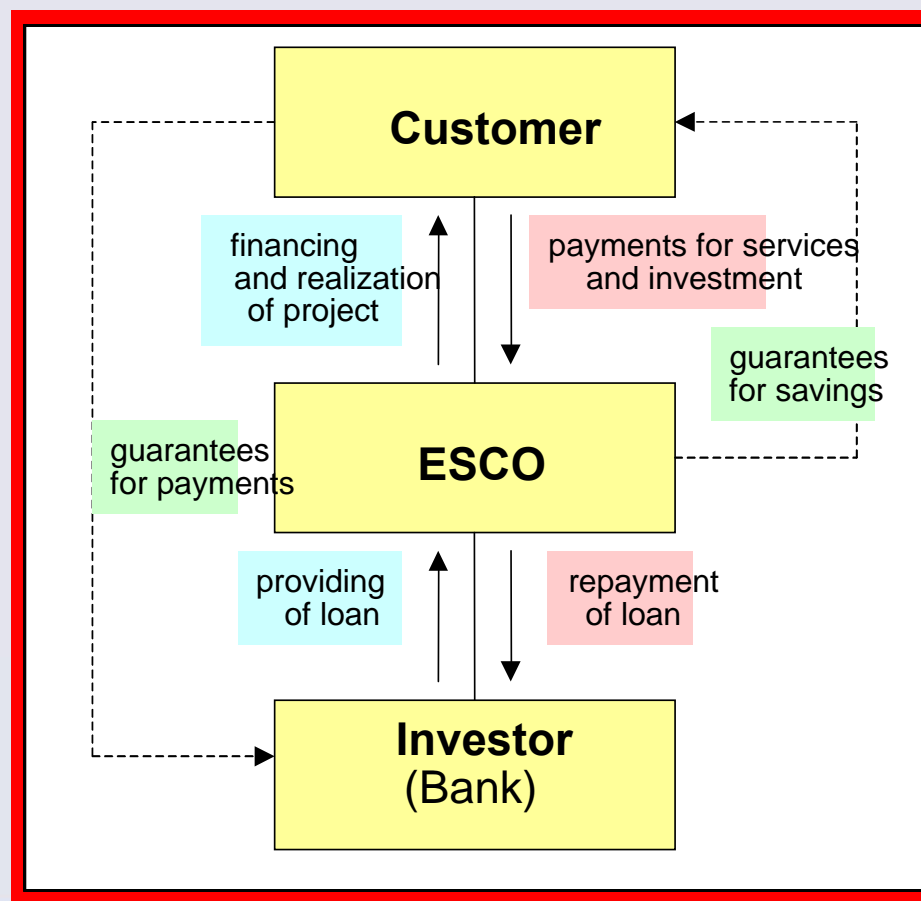 Customer
financing
and realization
of project
payments for services
and investment
guarantees
for savings
guarantees
for payments
ESCO
providing
of loan
repayment
of loan
Investor
(Bank)